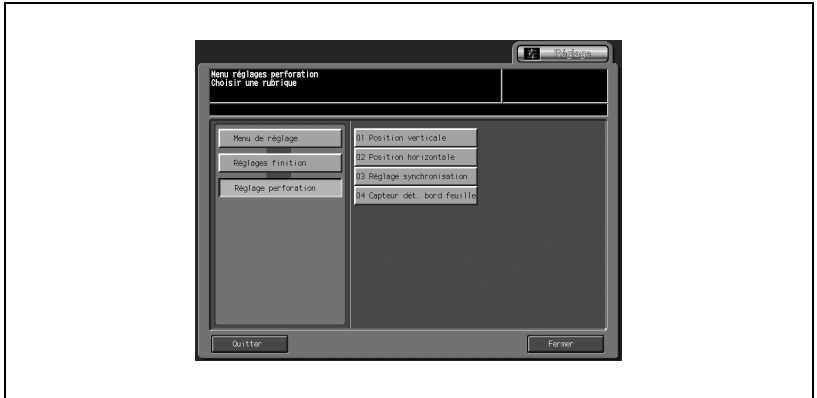 Réglage
Menu réglages perforation
Choisir une rubrique
Menu de réglage
Réglages finition
Réglage perforation
01 Position verticale
02 Position horizontale
03 Réglage synchronisation
04 Capteur dét. bord feuille
Quitter
Fermer